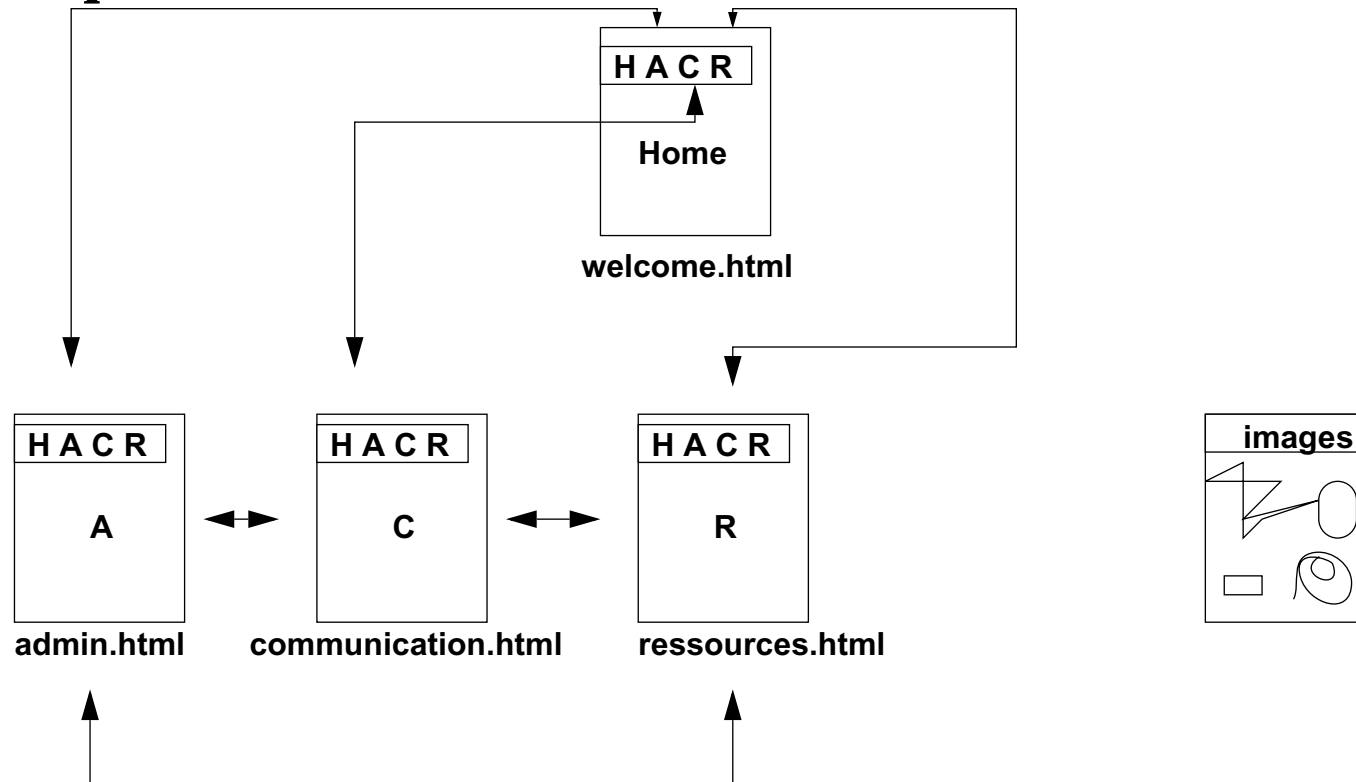 H A C R
Home
welcome.html
H A C R
A
admin.html
H A C R
C
communication.html
H A C R
R
ressources.html
images